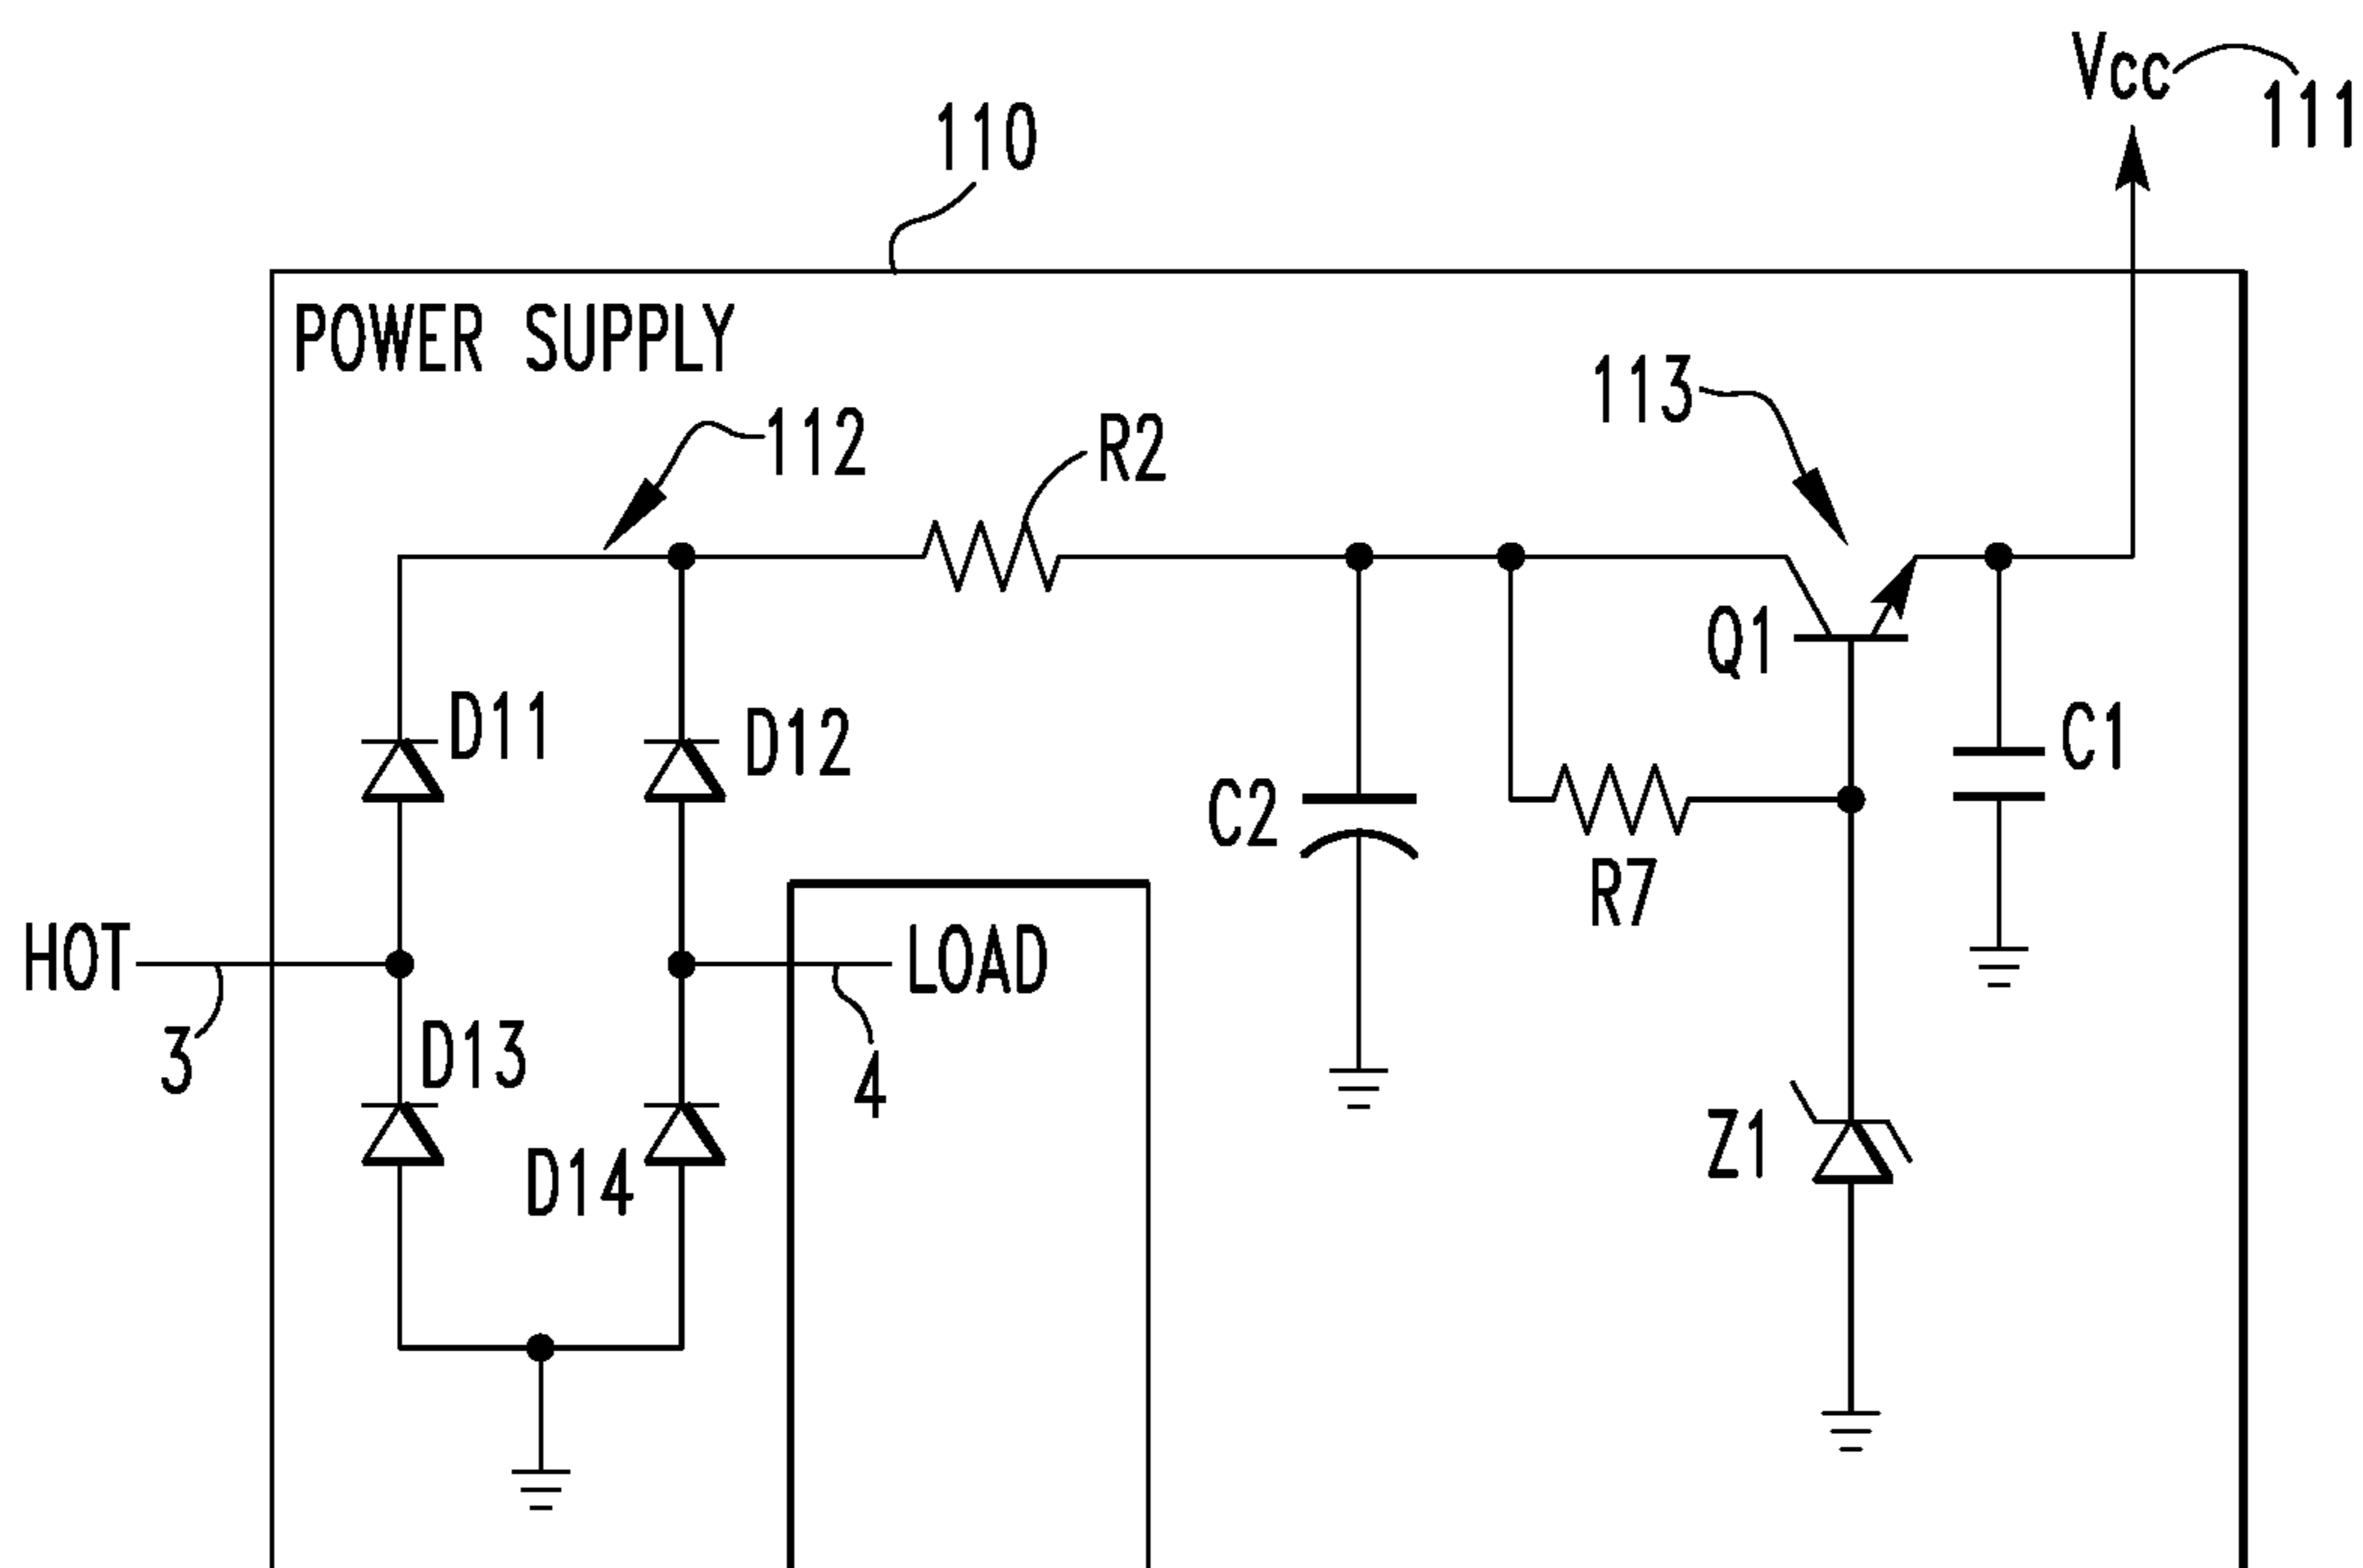 Vcc
111
110
POWER SUPPLY
113
112
R2
Q1
D11
D12
C1
C2
R7
HOT
LOAD
3
D13
4
Z1
D14